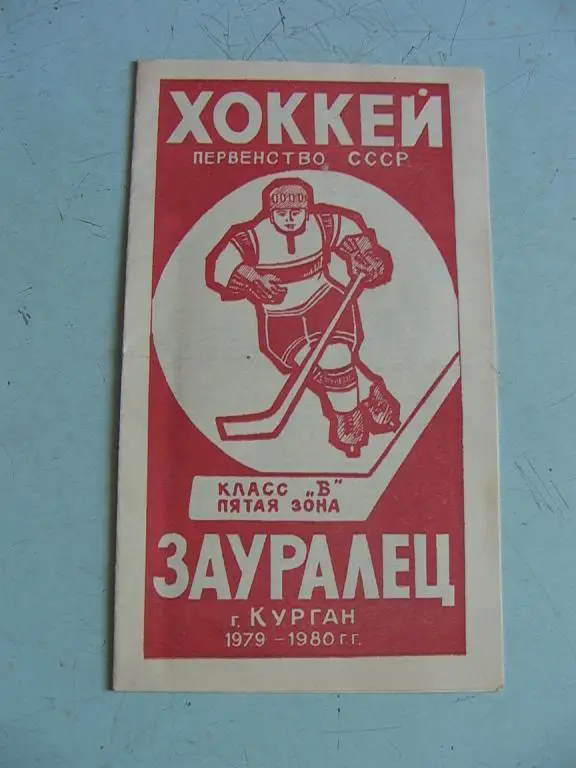 ХОККЕЙ
ПЕРВЕНСТВО СССР
КЛАСС „Б"
ПЯТАЯ ЗОНА
ЗАУРАЛЕЦ
г. КУРГАН
1979 – 1980 г.г.